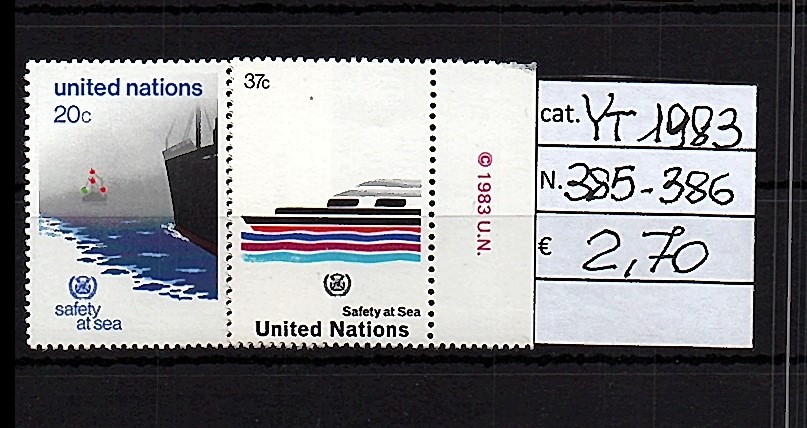 united nations
20c
safety
at sea
37c
Safety at Sea
United Nations
© 1983 U.N.
cat. YT 1983
N. 385-386
€ 2,70